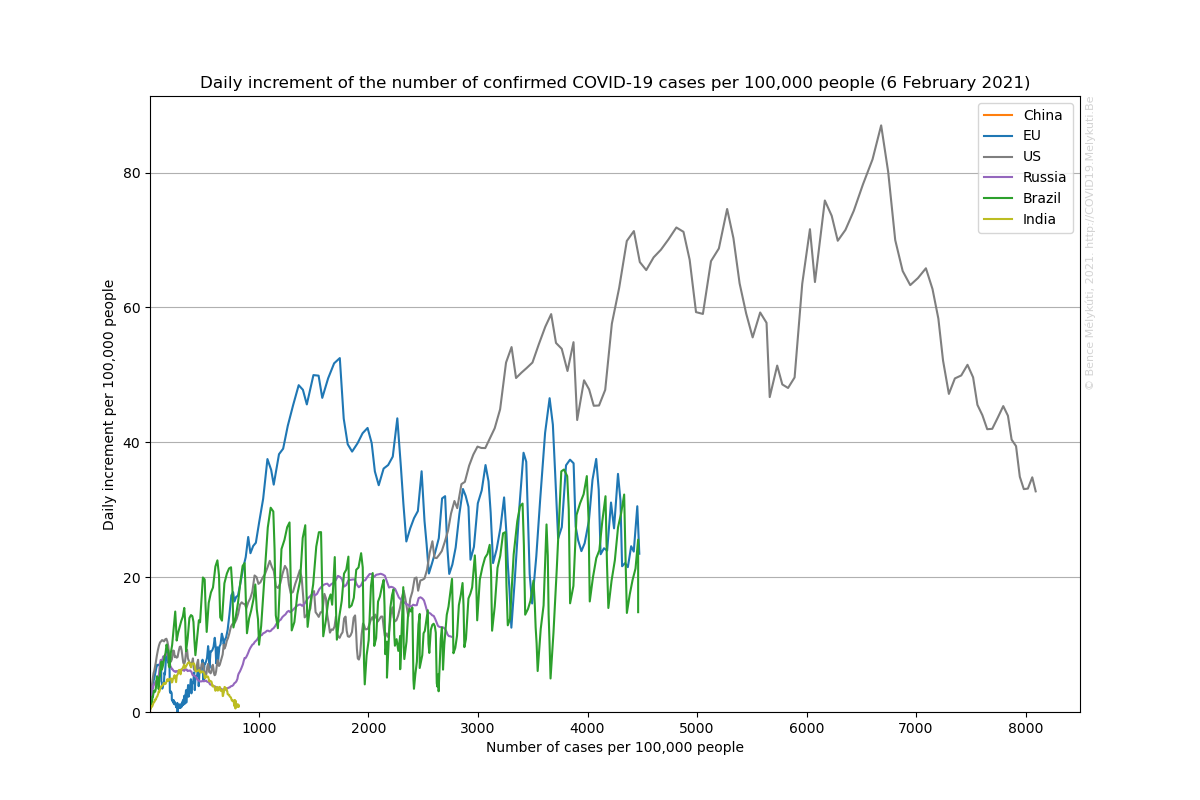 Daily increment of the number of confirmed COVID-19 cases per 100,000 people (6 February 2021)
China
EU
US
Russia
Brazil
India
80
60
40
20
0
Daily increment per 100,000 people
1000 2000 3000 4000 5000 6000 7000 8000
Number of cases per 100,000 people
© Bence Mélykúti, 2021 http://COVID19.Melykuti.Be